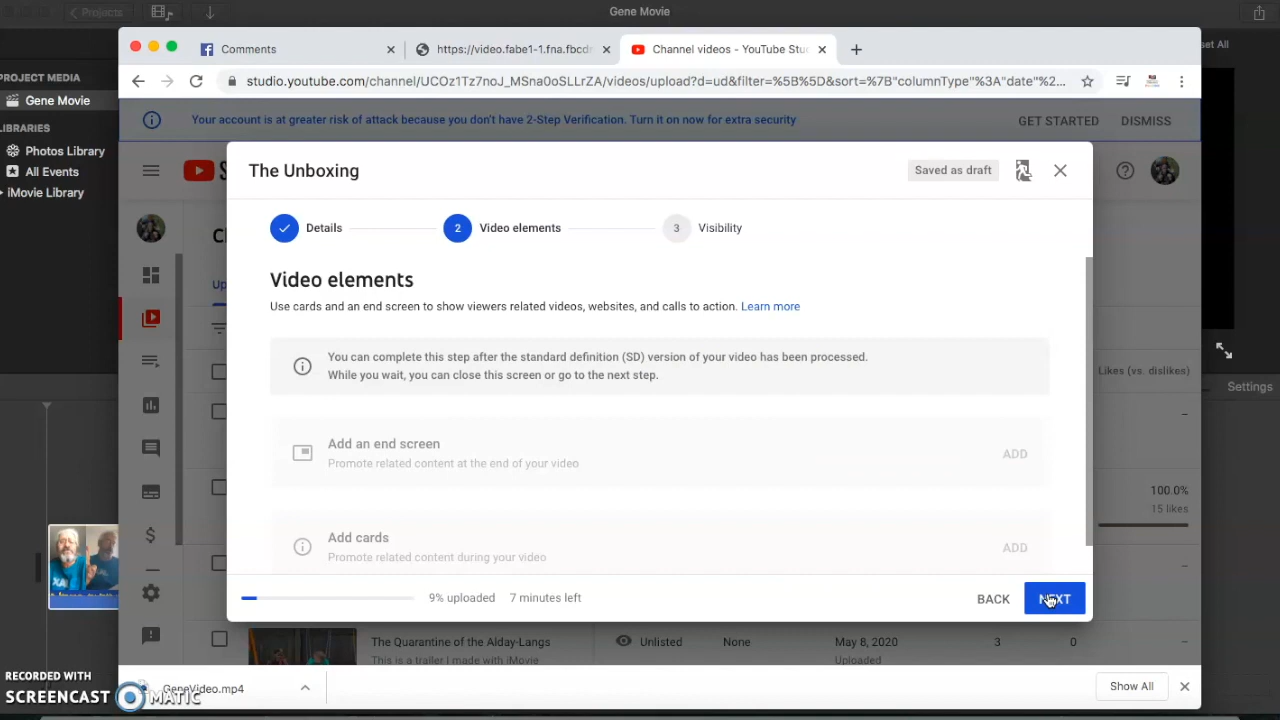 Projects
Gene Movie
set All
PROJECT MEDIA
Gene Movie
LIBRARIES
Photos Library
All Events
iMovie Library
Settings
Comments
https://video.fabe1-1.fna.fbcdn
Channel videos - YouTube Stu
studio.youtube.com/channel/UCOz1Tz7noJ_MSna0oSLLrZA/videos/upload?d=ud&filter=%5B%5D&sort=%7B"columnType"%3A"date"%2...
Your account is at greater risk of attack because you don't have 2-Step Verification. Turn it on now for extra security
GET STARTED
DISMISS
The Unboxing
Saved as draft
Details
2
Video elements
3
Visibility
Video elements
Use cards and an end screen to show viewers related videos, websites, and calls to action. Learn more
You can complete this step after the standard definition (SD) version of your video has been processed.
While you wait, you can close this screen or go to the next step.
Likes (vs. dislikes)
Add an end screen
Promote related content at the end of your video
ADD
100.0%
15 likes
Add cards
Promote related content during your video
ADD
9% uploaded
7 minutes left
BACK
NEXT
The Quarantine of the Alday-Langs
This is a trailer I made with iMovie
Unlisted
None
May 8, 2020
Uploaded
3
0
RECORDED WITH
SCREENCAST MATIC
GeneVideo.mp4
Show All